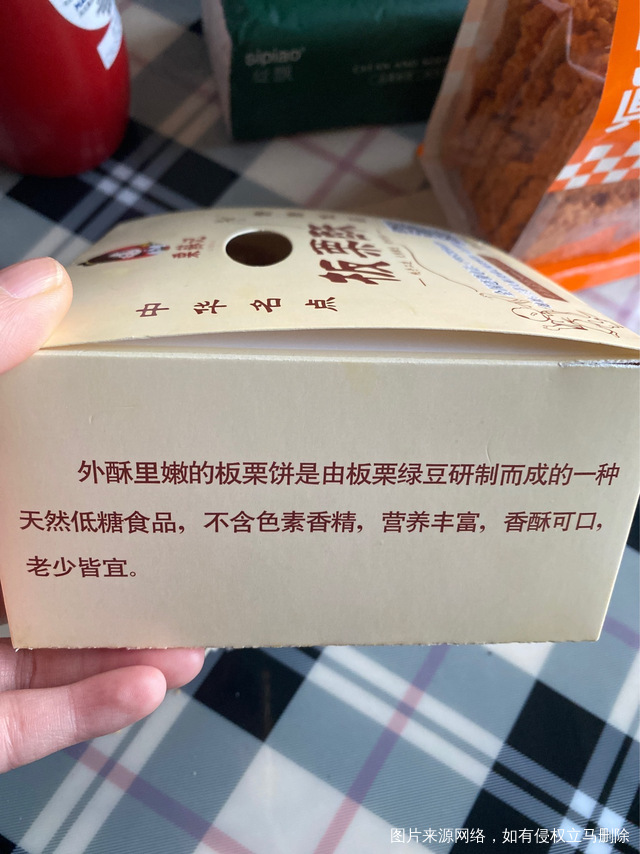 sipiao
板栗
中华名点
外酥里嫩的板栗饼是由板栗绿豆研制而成的一种
天然低糖食品，不含色素香精，营养丰富，香酥可口，
老少皆宜。
图片来源网络，如有侵权立马删除